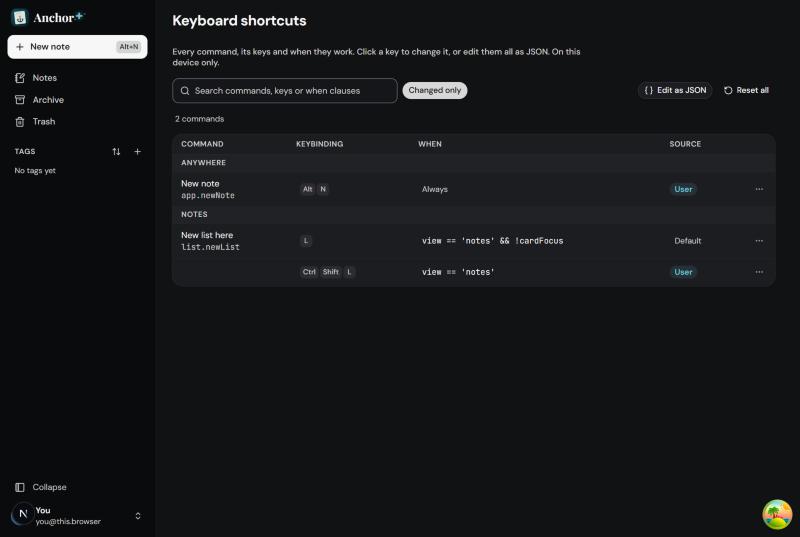 Anchor+
New note Alt+N
Notes
Archive
Trash
TAGS
No tags yet
Collapse
N
You
you@this.browser
Keyboard shortcuts
Every command, its keys and when they work. Click a key to change it, or edit them all as JSON. On this
device only.
Search commands, keys or when clauses
Changed only
{ } Edit as JSON
Reset all
2 commands
COMMAND KEYBINDING WHEN SOURCE
ANYWHERE
New note
app.newNote
Alt N
Always
User
NOTES
New list here
list.newList
L
view == 'notes' && !cardFocus
Default
Ctrl Shift L
view == 'notes'
User